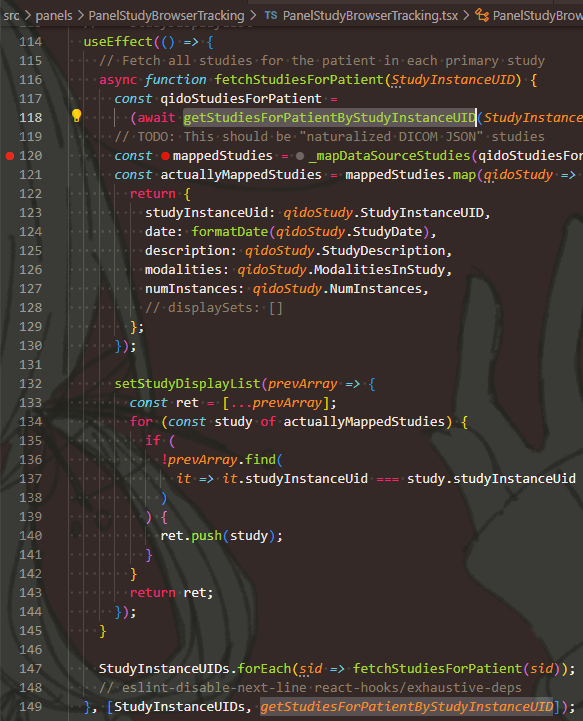 src > panels > PanelStudyBrowserTracking > TS PanelStudyBrowserTracking.tsx > PanelStudyBrow
114 useEffect(() => {
115 // Fetch all studies for the patient in each primary study
116 async function fetchStudiesForPatient(StudyInstanceUID) {
117 const qidoStudiesForPatient =
118 (await getStudiesForPatientByStudyInstanceUID(StudyInstance
119 // TODO: This should be "naturalized DICOM JSON" studies
120 const mappedStudies = _mapDataSourceStudies(qidoStudiesFor
121 const actuallyMappedStudies = mappedStudies.map(qidoStudy =>
122 return {
123 studyInstanceUid: qidoStudy.StudyInstanceUID,
124 date: formatDate(qidoStudy.StudyDate),
125 description: qidoStudy.StudyDescription,
126 modalities: qidoStudy.ModalitiesInStudy,
127 numInstances: qidoStudy.NumInstances,
128 // displaySets: []
129 };
130 });
131
132 setStudyDisplayList(prevArray => {
133 const ret = [...prevArray];
134 for (const study of actuallyMappedStudies) {
135 if (
136 !prevArray.find(
137 it => it.studyInstanceUid === study.studyInstanceUid
138 )
139 ) {
140 ret.push(study);
141 }
142 }
143 return ret;
144 });
145 }
146
147 StudyInstanceUIDs.forEach(sid => fetchStudiesForPatient(sid));
148 // eslint-disable-next-line react-hooks/exhaustive-deps
149 }, [StudyInstanceUIDs, getStudiesForPatientByStudyInstanceUID]);